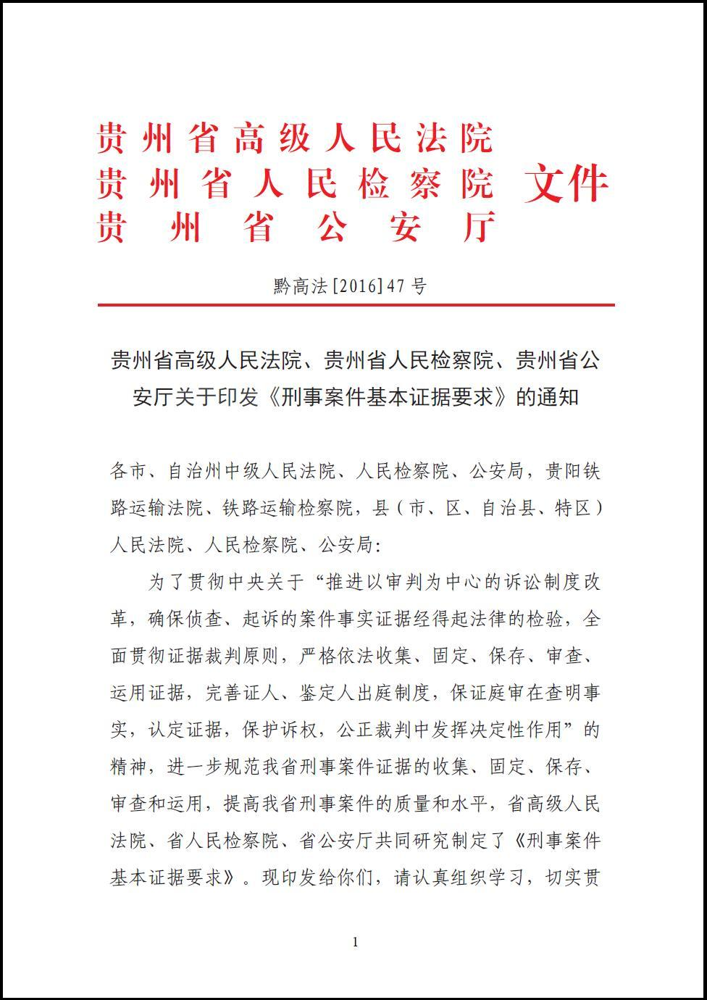 贵州省高级人民法院
贵州省人民检察院 文件
贵州省公安厅
黔高法[2016]47 号
贵州省高级人民法院、贵州省人民检察院、贵州省公
安厅关于印发《刑事案件基本证据要求》的通知
各市、自治州中级人民法院、人民检察院、公安局，贵阳铁
路运输法院、铁路运输检察院，县（市、区、自治县、特区）
人民法院、人民检察院、公安局：
为了贯彻中央关于“推进以审判为中心的诉讼制度改
革，确保侦查、起诉的案件事实证据经得起法律的检验，全
面贯彻证据裁判原则，严格依法收集、固定、保存、审查、
运用证据，完善证人、鉴定人出庭制度，保证庭审在查明事
实，认定证据，保护诉权，公正裁判中发挥决定性作用”的
精神，进一步规范我省刑事案件证据的收集、固定、保存、
审查和运用，提高我省刑事案件的质量和水平，省高级人民
法院、省人民检察院、省公安厅共同研究制定了《刑事案件
基本证据要求》。现印发给你们，请认真组织学习，切实贯
1